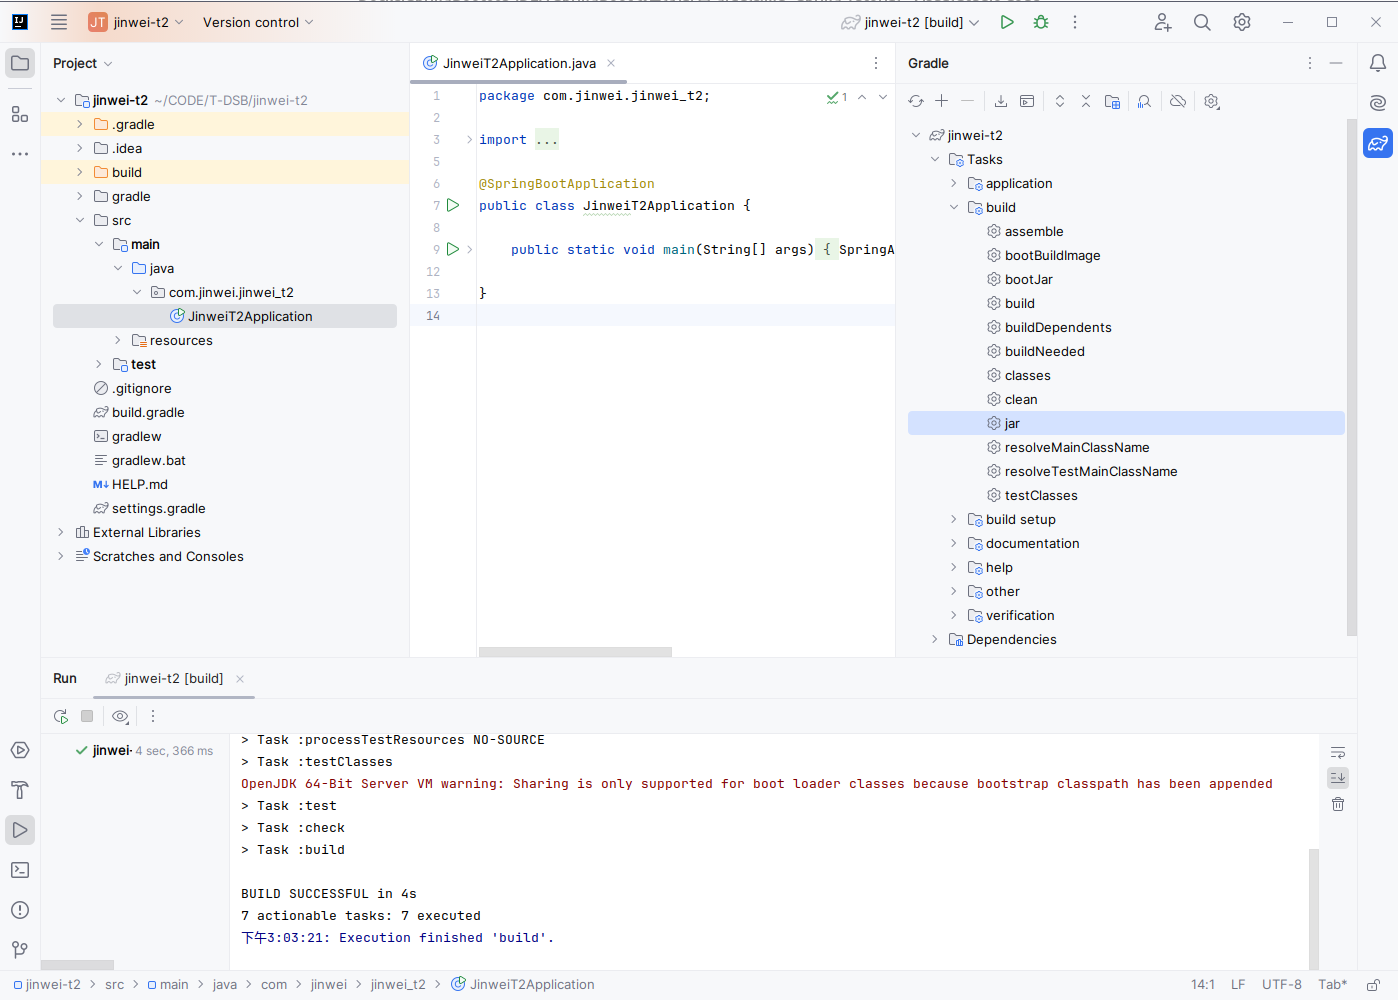 JT jinwei-t2
Version control
jinwei-t2 [build]
Project
JinweiT2Application.java
Gradle
jinwei-t2 ~/CODE/T-DSB/jinwei-t2
.gradle
.idea
build
gradle
src
main
java
com.jinwei.jinwei_t2
JinweiT2Application
resources
test
.gitignore
build.gradle
gradlew
gradlew.bat
M↓ HELP.md
settings.gradle
External Libraries
Scratches and Consoles
1 package com.jinwei.jinwei_t2;
1
2
3 import ...
5
6 @SpringBootApplication
7 public class JinweiT2Application {
8
9 public static void main(String[] args) { SpringA
12
13 }
14
jinwei-t2
Tasks
application
build
assemble
bootBuildImage
bootJar
build
buildDependents
buildNeeded
classes
clean
jar
resolveMainClassName
resolveTestMainClassName
testClasses
build setup
documentation
help
other
verification
Dependencies
Run
jinwei-t2 [build]
jinwei- 4 sec, 366 ms
> Task :processTestResources NO-SOURCE
> Task :testClasses
OpenJDK 64-Bit Server VM warning: Sharing is only supported for boot loader classes because bootstrap classpath has been appended
> Task :test
> Task :check
> Task :build
BUILD SUCCESSFUL in 4s
7 actionable tasks: 7 executed
下午3:03:21: Execution finished 'build'.
jinwei-t2 > src > main > java > com > jinwei > jinwei_t2 > JinweiT2Application
14:1 LF UTF-8 Tab*